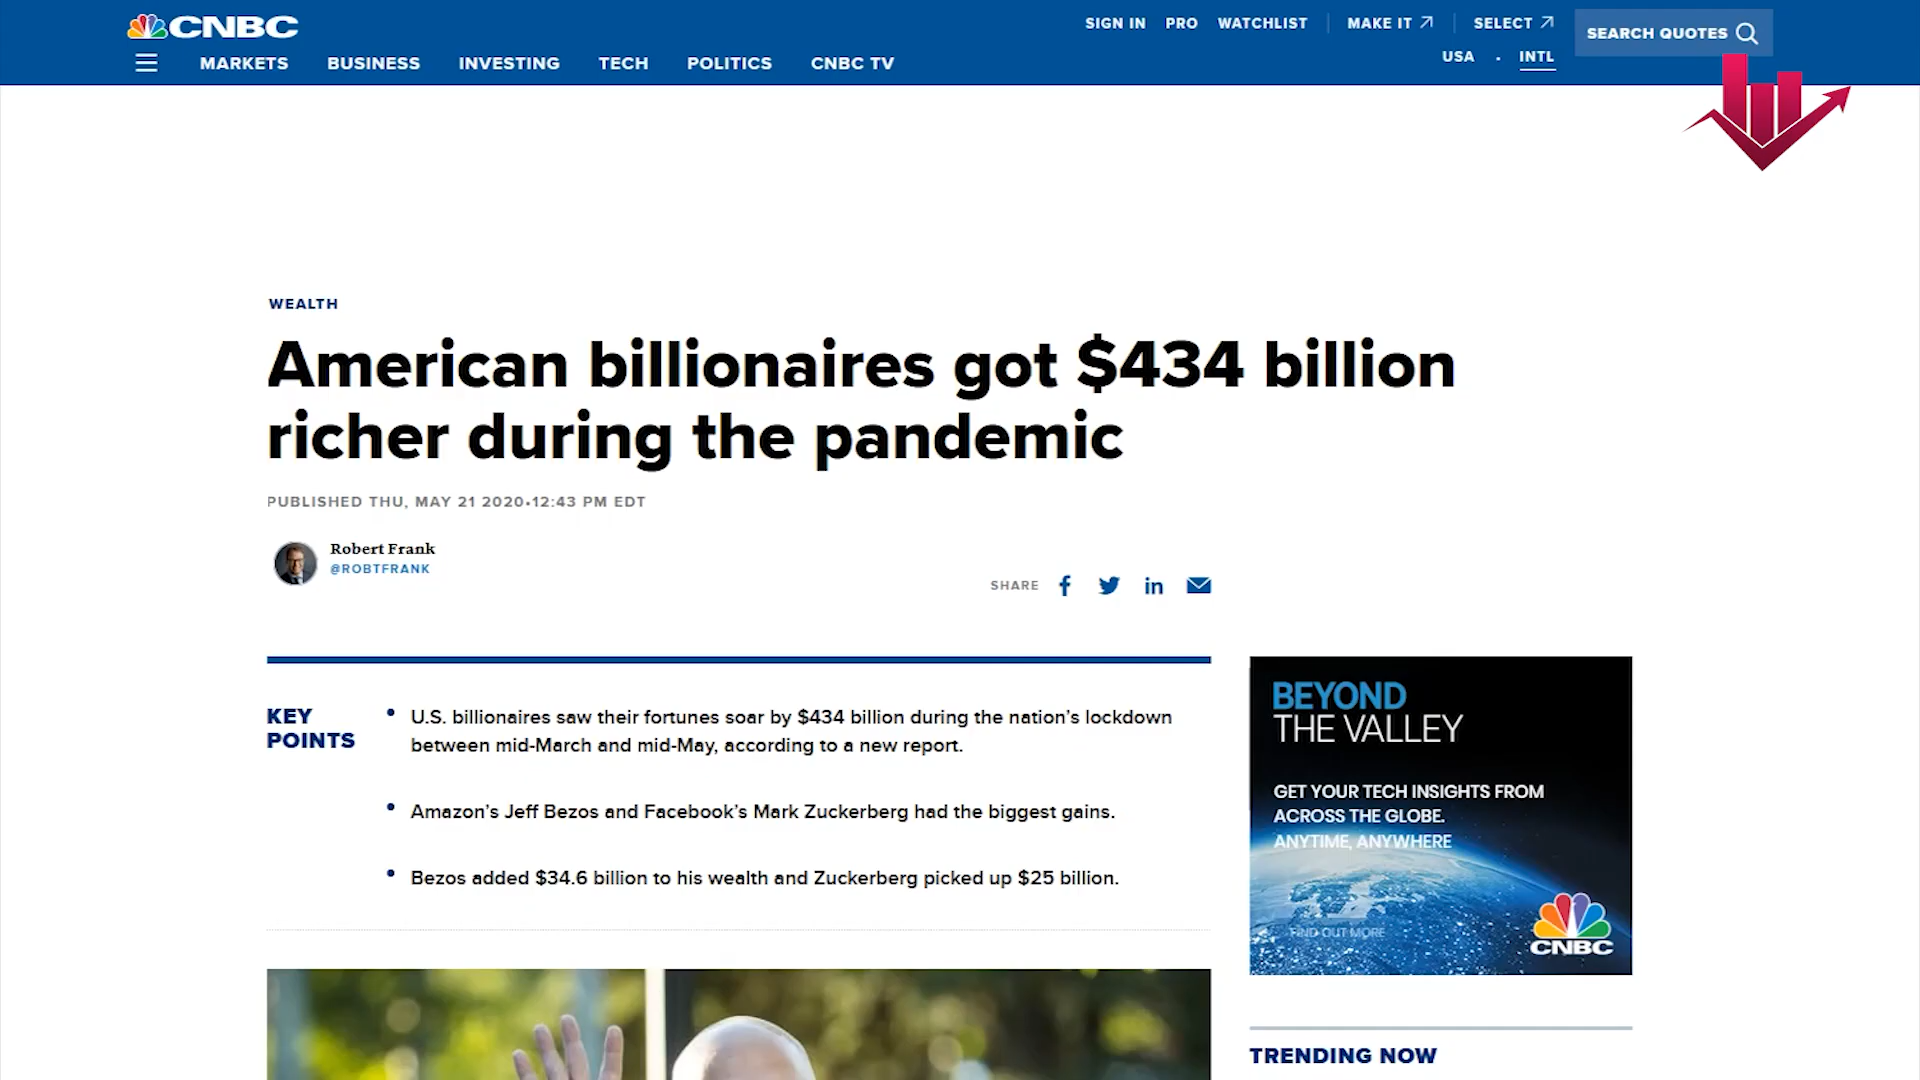 CNBC
SIGN IN PRO WATCHLIST MAKE IT SELECT SEARCH QUOTES
USA · INTL
MARKETS BUSINESS INVESTING TECH POLITICS CNBC TV
WEALTH
American billionaires got $434 billion
richer during the pandemic
PUBLISHED THU, MAY 21 2020•12:43 PM EDT
Robert Frank
@ROBTFRANK
SHARE
KEY
POINTS
• U.S. billionaires saw their fortunes soar by $434 billion during the nation’s lockdown
between mid-March and mid-May, according to a new report.
• Amazon’s Jeff Bezos and Facebook’s Mark Zuckerberg had the biggest gains.
• Bezos added $34.6 billion to his wealth and Zuckerberg picked up $25 billion.
BEYOND
THE VALLEY
GET YOUR TECH INSIGHTS FROM
ACROSS THE GLOBE.
ANYTIME, ANYWHERE
FIND OUT MORE
CNBC
TRENDING NOW